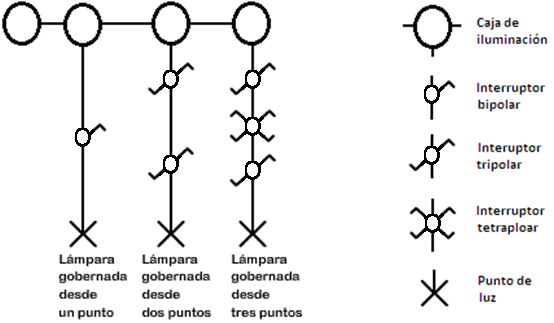 Lámpara
gobernada
desde
un punto
Lámpara
gobernada
desde
dos puntos
Lámpara
gobernada
desde
tres puntos
Caja de
iluminación
Interruptor
bipolar
Interuptor
tripolar
Interruptor
tetraploar
Punto de
luz